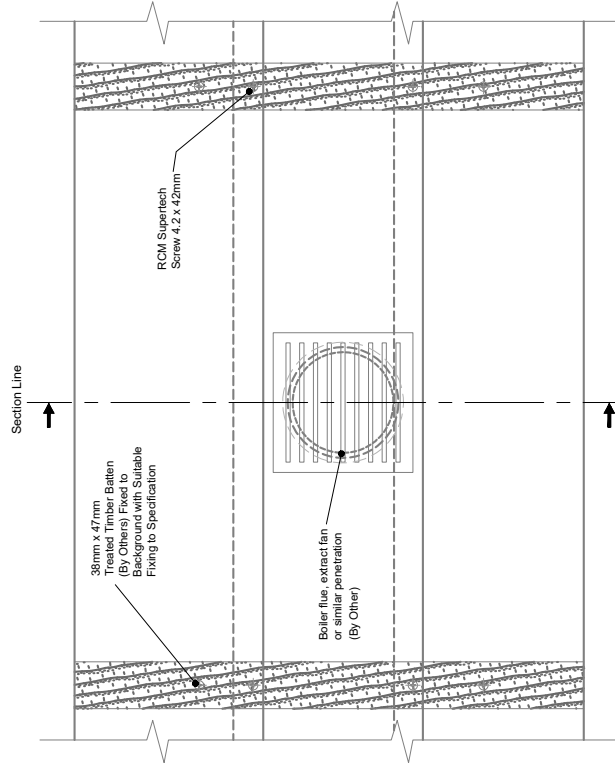 Section Line
38mm x 47mm
Treated Timber Batten
(By Others) Fixed to
Background with Suitable
Fixing to Specification
RCM Supertech
Screw 4.2 x 42mm
Boiler flue, extract fan
or similar penetration
(By Other)